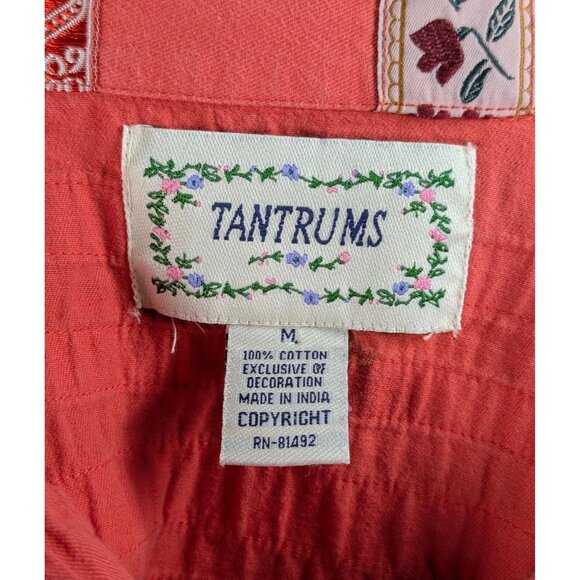 TANTRUMS
M.
100% COTTON
EXCLUSIVE OF
DECORATION
MADE IN INDIA
COPYRIGHT
RN-81492